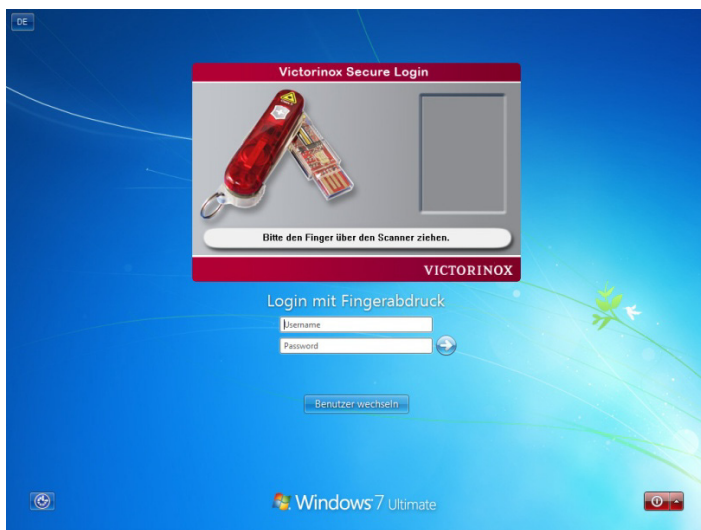 DE
Victorinox Secure Login
Bitte den Finger über den Scanner ziehen.
VICTORINOX
Login mit Fingerabdruck
Username
Password
Benutzer wechseln
Windows 7 Ultimate